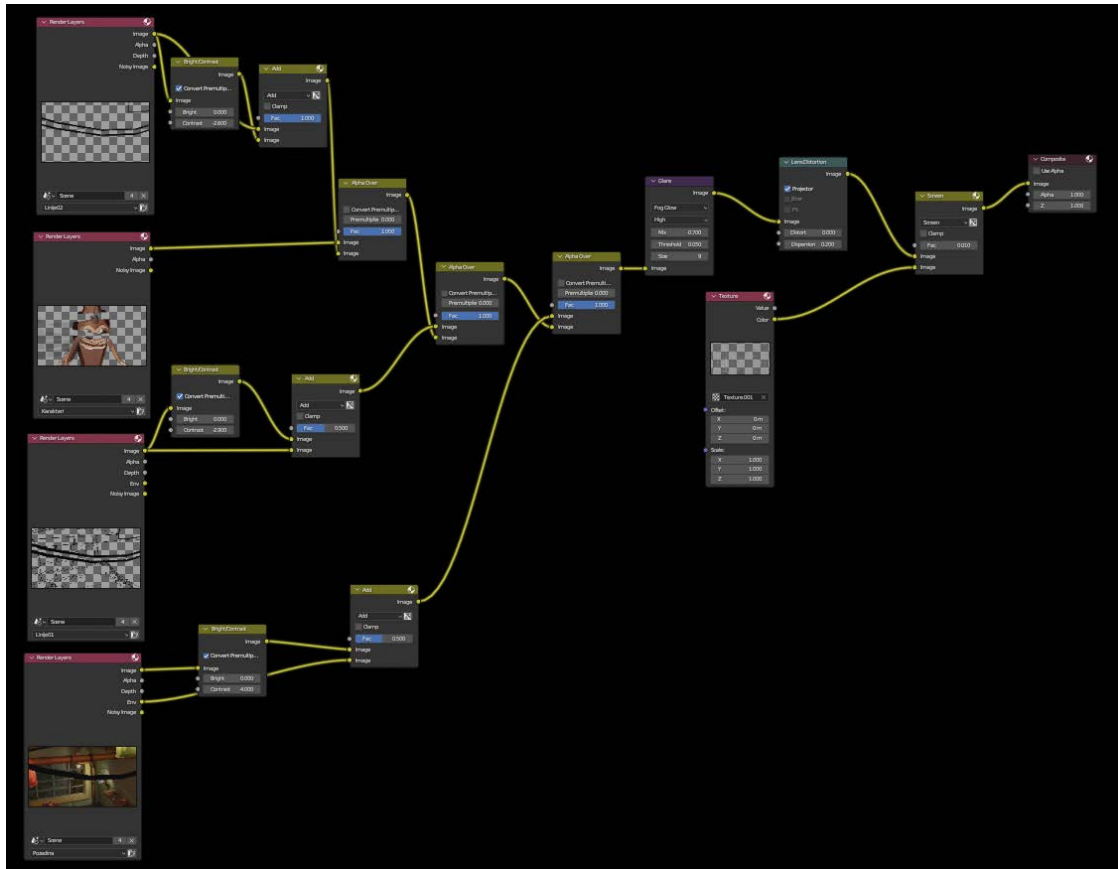 Render Layers
Image
Alpha
Depth
Noisy Image
Scene 4
Linije02
Bright/Contrast
Image
Convert Premultip...
Image
Bright 0.000
Contrast -2.600
Add
Image
Add
Clamp
Fac 1.000
Image
Image
Render Layers
Image
Alpha
Noisy Image
Scene 4
Karakteri
Alpha Over
Image
Convert Premultip...
Premultiplie 0.000
Fac 1.000
Image
Image
Alpha Over
Image
Convert Premultip...
Premultiplie 0.000
Fac 1.000
Image
Image
Alpha Over
Image
Convert Premulti...
Premultiplie 0.000
Fac 1.000
Image
Image
Glare
Image
Fog Glow
High
Mix 0.700
Threshold 0.050
Size 9
Image
Lens Distortion
Image
Projector
Jitter
Fit
Image
Distort 0.000
Dispersion 0.200
Screen
Image
Screen
Clamp
Fac 0.010
Image
Image
Composite
Use Alpha
Image
Alpha 1.000
Z 1.000
Texture
Value
Color
Texture.001
Offset:
X 0 m
Y 0 m
Z 0 m
Scale:
X 1.000
Y 1.000
Z 1.000
Bright/Contrast
Image
Convert Premulti...
Image
Bright 0.000
Contrast -2.900
Add
Image
Add
Clamp
Fac 0.500
Image
Image
Render Layers
Image
Alpha
Depth
Env
Noisy Image
Scene 4
Linije01
Add
Image
Add
Clamp
Fac 0.500
Image
Image
Bright/Contrast
Image
Convert Premultip...
Image
Bright 0.000
Contrast 4.000
Render Layers
Image
Alpha
Depth
Env
Noisy Image
Scene 4
Pozadina